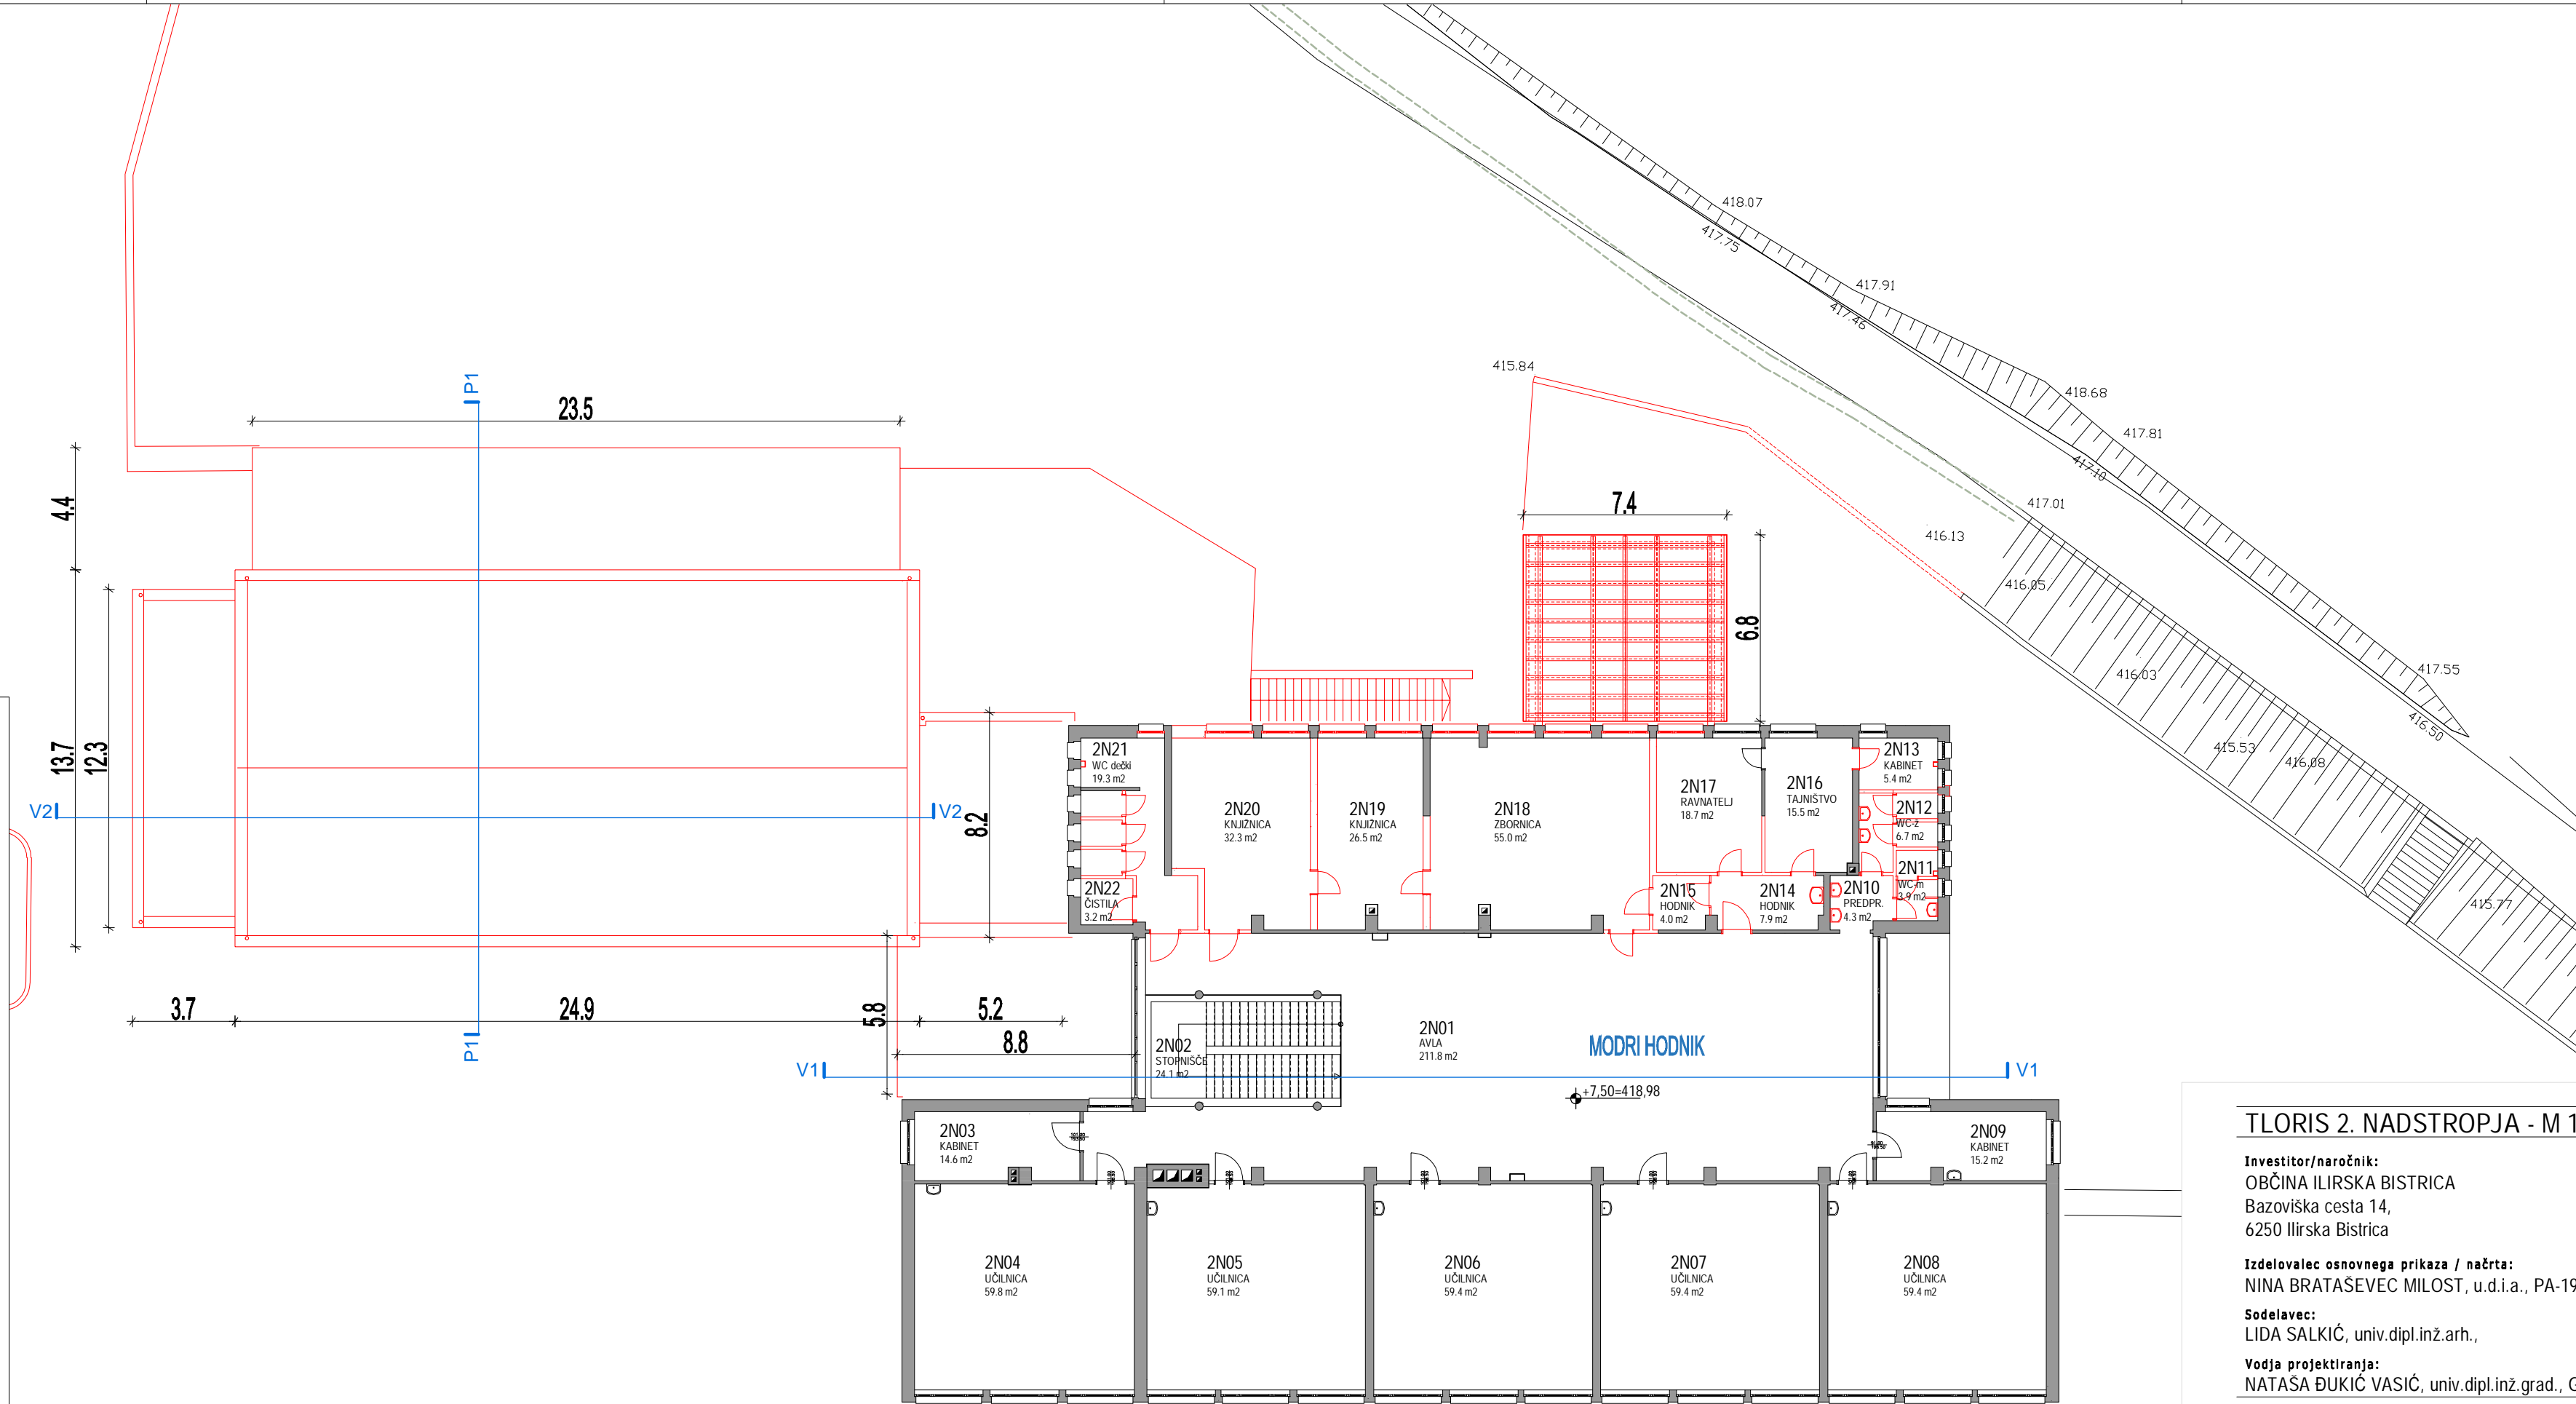 418.07
417.75
417.91
417.46
415.84
P1
23.5
418.68
417.81
417.10
4.4
7.4
417.01
416.13
416.05
6.8
416.03
417.55
416.50
13.7
12.3
415.53
416.08
V2
V2
8.2
2N21
WC dečki
19.3 m2
2N20
KNJIŽNICA
32.3 m2
2N19
KNJIŽNICA
26.5 m2
2N18
ZBORNICA
55.0 m2
2N17
RAVNATELJ
18.7 m2
2N16
TAJNIŠTVO
15.5 m2
2N13
KABINET
5.4 m2
2N12
WC-ž
6.7 m2
2N11
WC-m
3.9 m2
2N22
ČISTILA
3.2 m2
2N15
HODNIK
4.0 m2
2N14
HODNIK
7.9 m2
2N10
PREDPR.
4.3 m2
415.77
3.7
24.9
5.8
5.2
8.8
P1
2N02
STOPNIŠČE
24.1 m2
2N01
AVLA
211.8 m2
MODRI HODNIK
V1
V1
+7,50=418,98
2N03
KABINET
14.6 m2
2N09
KABINET
15.2 m2
2N04
UČILNICA
59.8 m2
2N05
UČILNICA
59.1 m2
2N06
UČILNICA
59.4 m2
2N07
UČILNICA
59.4 m2
2N08
UČILNICA
59.4 m2
TLORIS 2. NADSTROPJA - M 1
Investitor/naročnik:
OBČINA ILIRSKA BISTRICA
Bazoviška cesta 14,
6250 Ilirska Bistrica
Izdelovalec osnovnega prikaza / načrta:
NINA BRATAŠEVEC MILOST, u.d.i.a., PA-19
Sodelavec:
LIDA SALKIĆ, univ.dipl.inž.arh.,
Vodja projektiranja:
NATAŠA ĐUKIĆ VASIĆ, univ.dipl.inž.grad., G